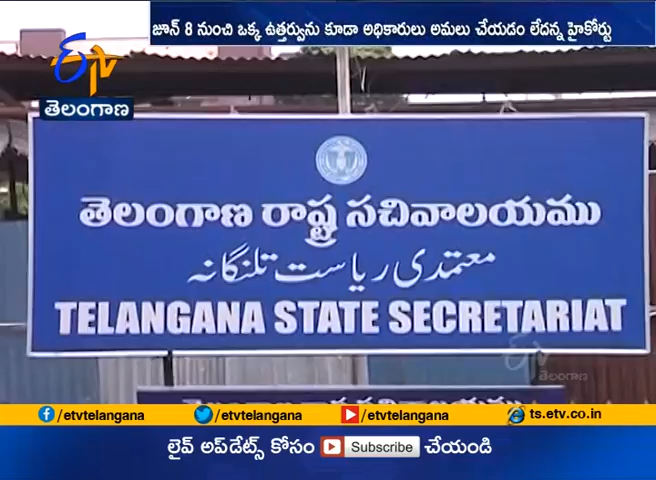 జూన్ 8 నుంచి ఒక్క ఉత్తర్వును కూడా అధికారులు అమలు చేయడం లేదన్న హైకోర్టు
ETV
తెలంగాణ
తెలంగాణ రాష్ట్ర సచివాలయము
معتمدی ریاست تلنگانہ
TELANGANA STATE SECRETARIAT
తెలంగాణ
/etvtelangana /etvtelangana /etvtelangana ts.etv.co.in
లైవ్ అప్‌డేట్స్ కోసం Subscribe చేయండి